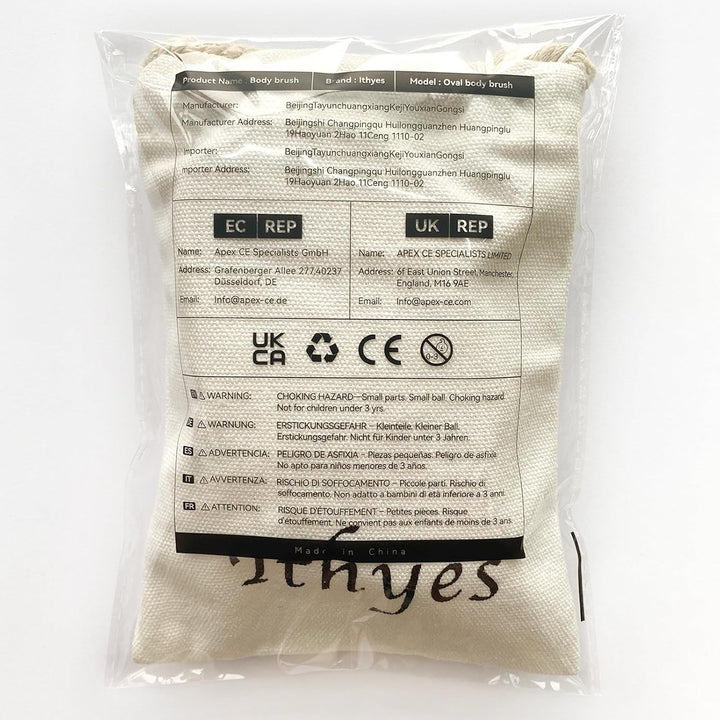 Product Name : Body brush | Brand : Ithyes | Model : Oval body brush
Manufacturer: BeijingTayunchuangxiangKejiYouxianGongsi
Manufacturer Address: Beijingshi Changpingqu Huilongguanzhen Huangpinglu
19Haoyuan 2Hao 11Ceng 1110-02
Importer: BeijingTayunchuangxiangKejiYouxianGongsi
Importer Address: Beijingshi Changpingqu Huilongguanzhen Huangpinglu
19Haoyuan 2Hao 11Ceng 1110-02
EC REP
Name: Apex CE Specialists GmbH
Address: Grafenberger Allee 277,40237
Düsseldorf, DE
Email: Info@apex-ce.de
UK REP
Name: APEX CE SPECIALISTS LIMITED
Address: 6f East Union Street, Manchester,
England, M16 9AE
Email: Info@apex-ce.com
UK
CA
CE
0-3
WARNING: CHOKING HAZARD—Small parts. Small ball. Choking hazard.
Not for children under 3 yrs.
DE WARNUNG: ERSTICKUNGSGEFAHR – Kleinteile. Kleiner Ball.
Erstickungsgefahr. Nicht für Kinder unter 3 Jahren.
ES ADVERTENCIA: PELIGRO DE ASFIXIA – Piezas pequeñas. Peligro de asfixia.
No apto para niños menores de 3 años.
IT AVVERTENZA: RISCHIO DI SOFFOCAMENTO – Piccole parti. Rischio di
soffocamento. Non adatto a bambini di età inferiore a 3 anni.
FR ATTENTION: RISQUE D'ÉTOUFFEMENT – Petites pièces. Risque
d'étouffement. Ne convient pas aux enfants de moins de 3 ans.
Made in China
Ithyes